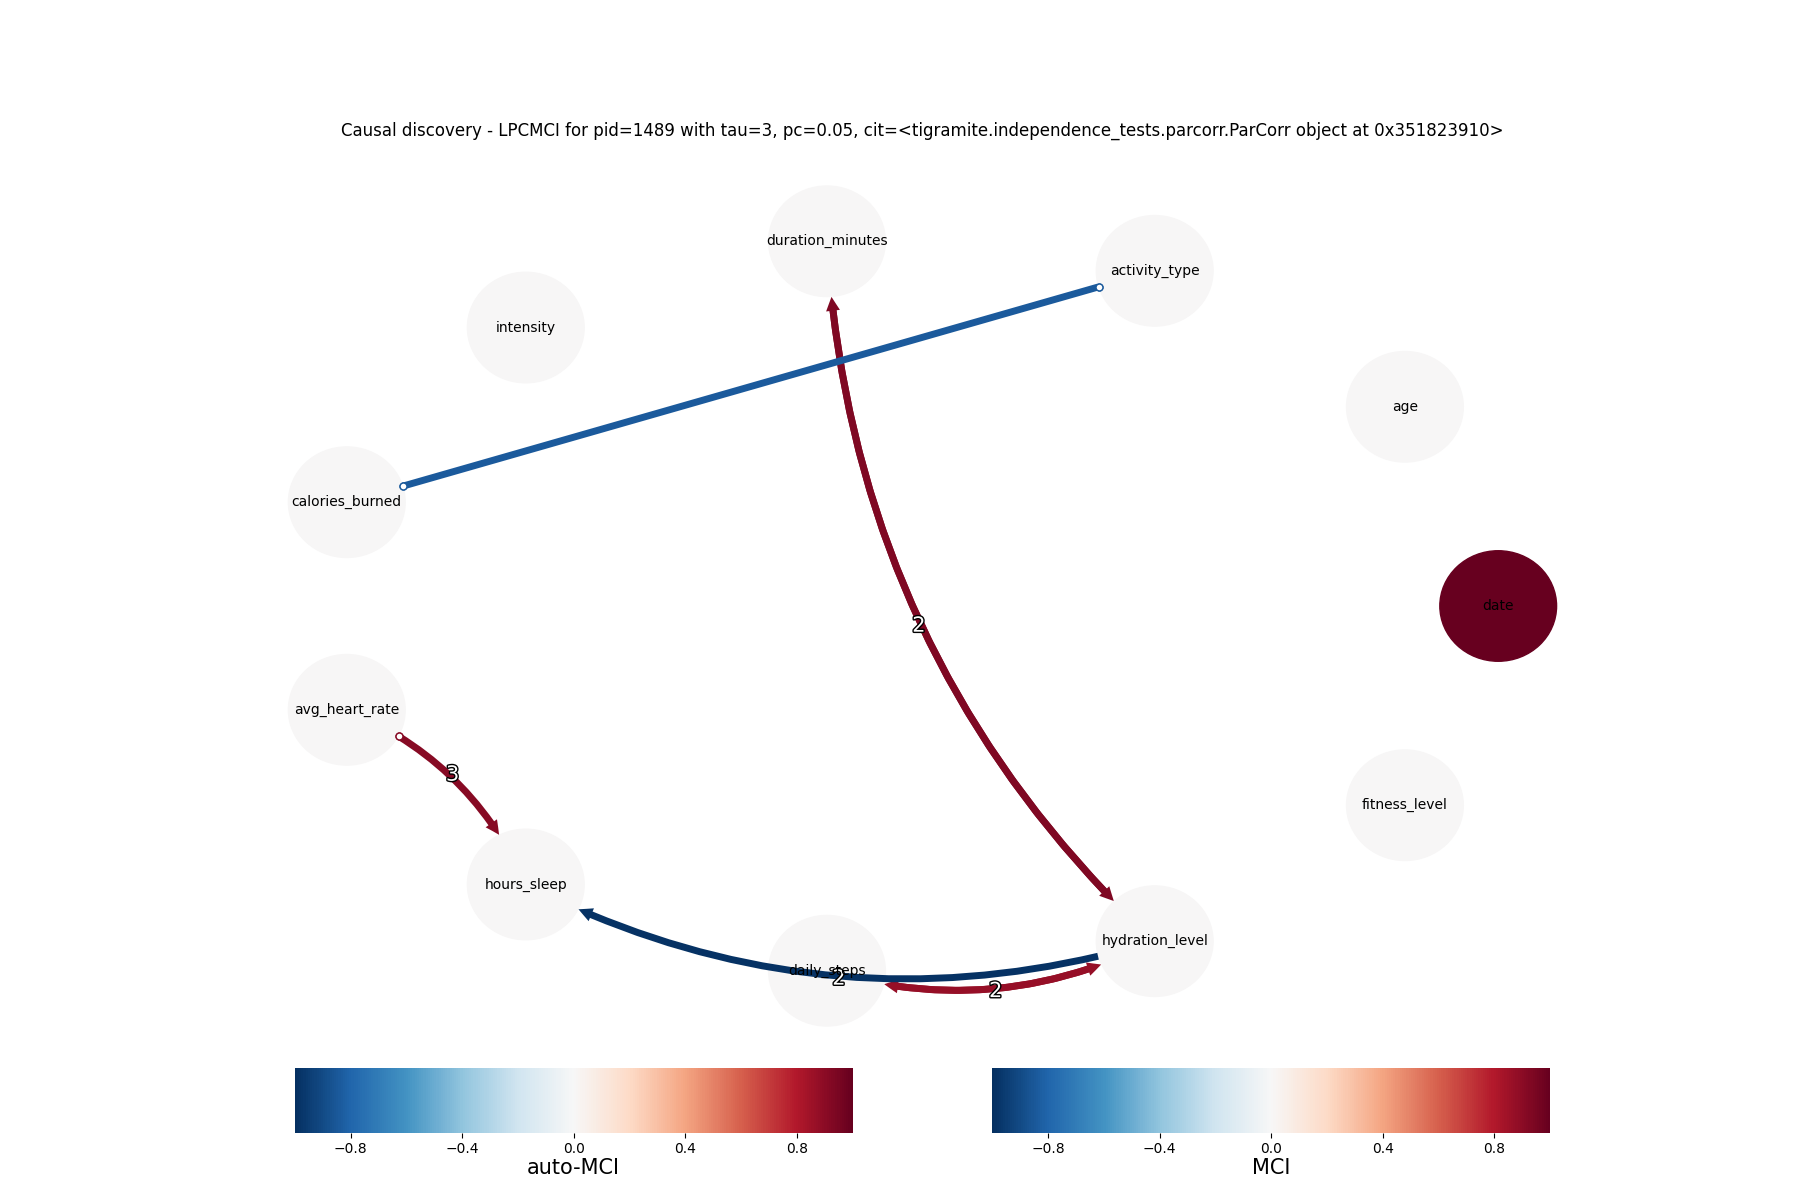 Causal discovery - LPCMCI for pid=1489 with tau=3, pc=0.05, cit=<tigramite.independence_tests.parcorr.ParCorr object at 0x351823910>
duration_minutes
activity_type
intensity
age
calories_burned
date
2
avg_heart_rate
3
fitness_level
hours_sleep
hydration_level
daily_steps
2
2
−0.8 −0.4 0.0 0.4 0.8
auto-MCI
−0.8 −0.4 0.0 0.4 0.8
MCI